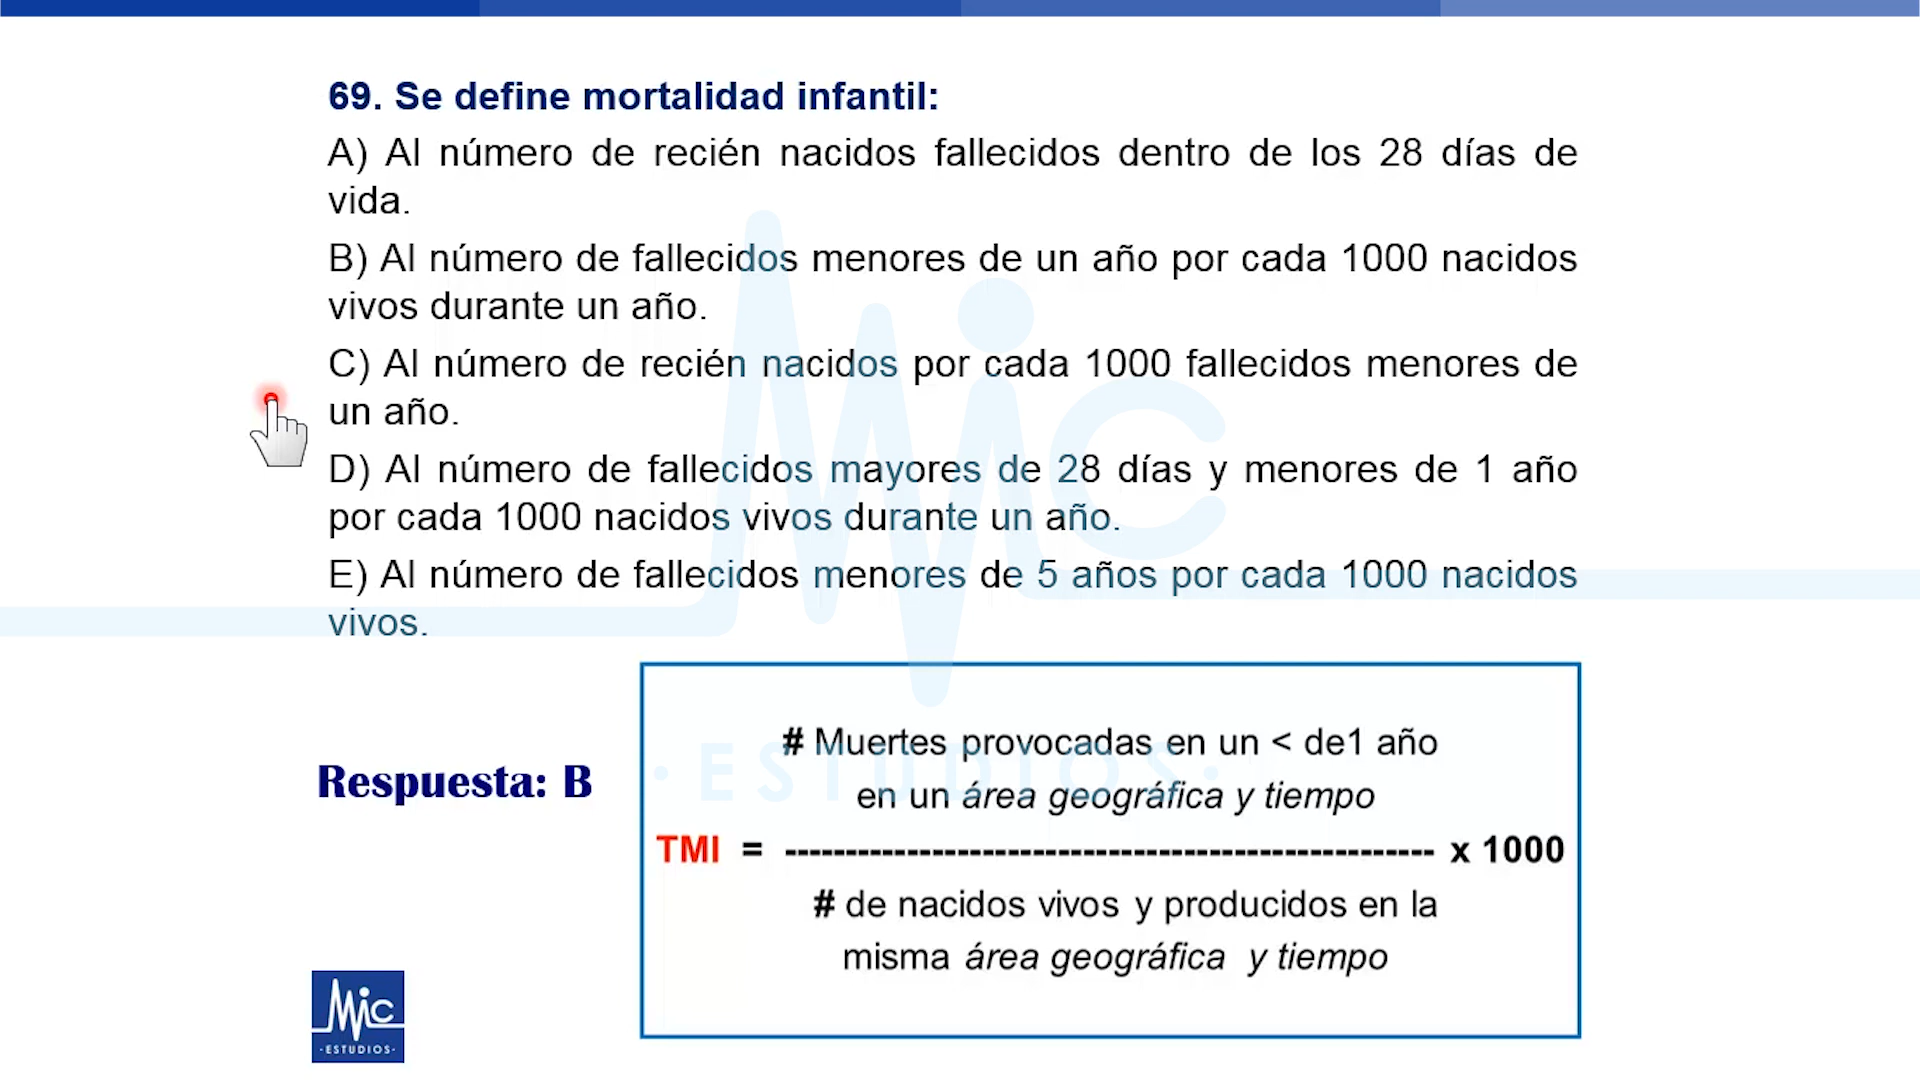 69. Se define mortalidad infantil:
A) Al número de recién nacidos fallecidos dentro de los 28 días de
vida.
B) Al número de fallecidos menores de un año por cada 1000 nacidos
vivos durante un año.
C) Al número de recién nacidos por cada 1000 fallecidos menores de
un año.
D) Al número de fallecidos mayores de 28 días y menores de 1 año
por cada 1000 nacidos vivos durante un año.
E) Al número de fallecidos menores de 5 años por cada 1000 nacidos
vivos.
Respuesta: B
# Muertes provocadas en un < de1 año
en un área geográfica y tiempo
TMI = ----------------------------------------------------- x 1000
# de nacidos vivos y producidos en la
misma área geográfica y tiempo
Mic
·ESTUDIOS·
Mic
·ESTUDIOS·